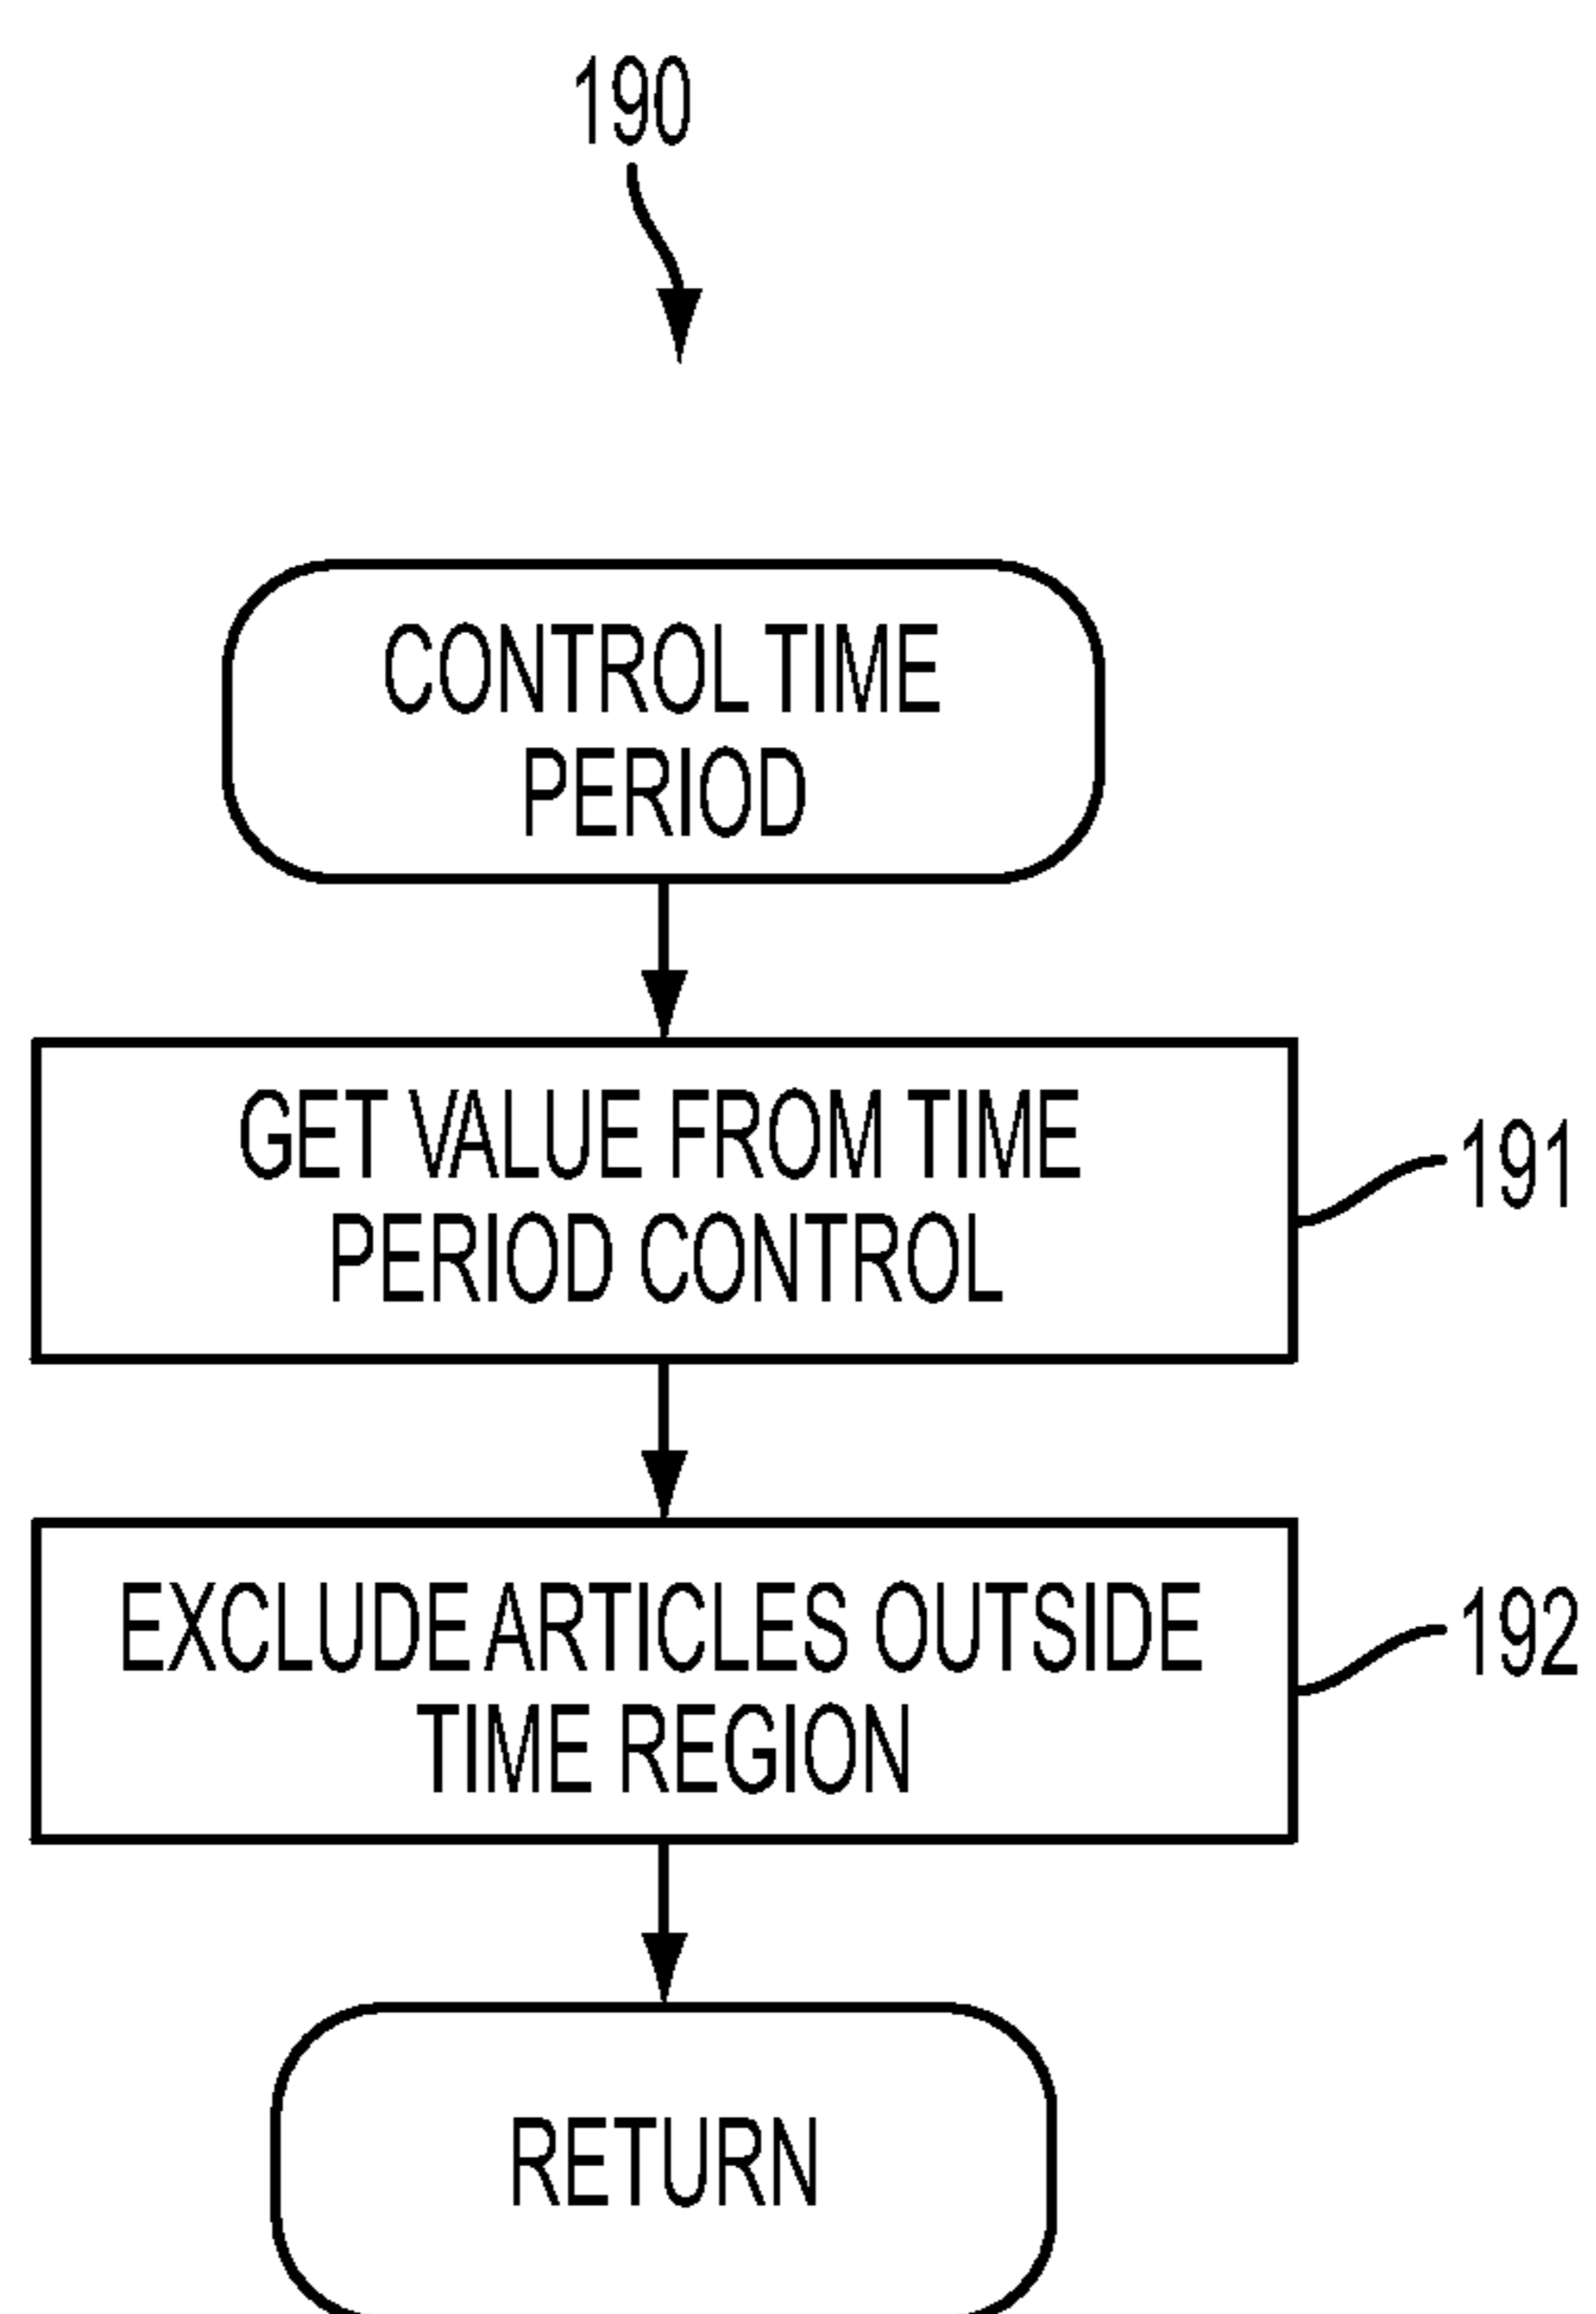 190
CONTROL TIME
PERIOD
GET VALUE FROM TIME
PERIOD CONTROL
191
EXCLUDE ARTICLES OUTSIDE
TIME REGION
192
RETURN